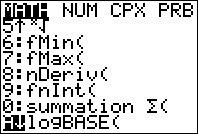 MATH NUM CPX PRB
5↑ˣ√
6:fMin(
7:fMax(
8:nDeriv(
9:fnInt(
0:summation Σ(
A↓logBASE(